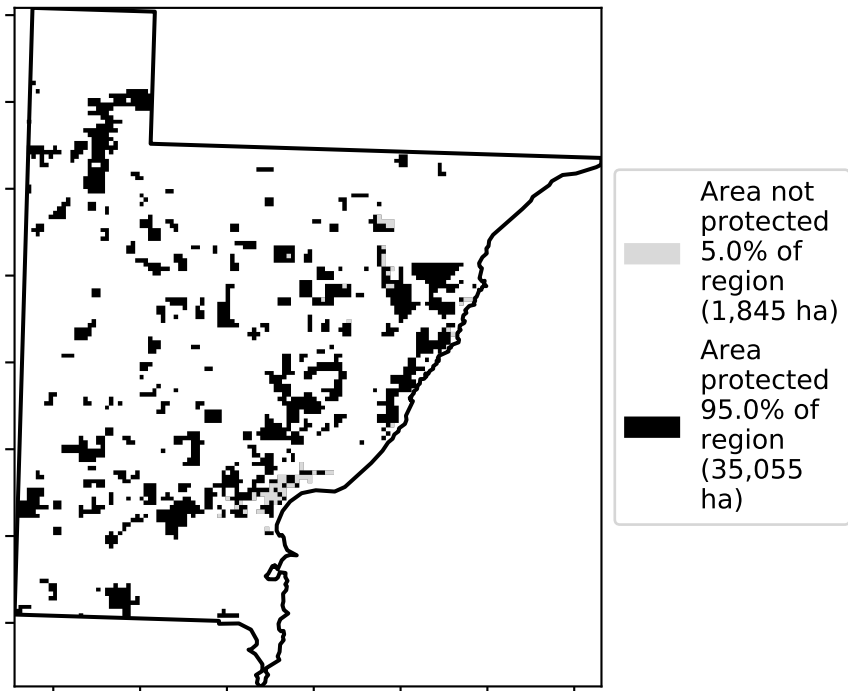 Area not
protected
5.0% of
region
(1,845 ha)
Area
protected
95.0% of
region
(35,055
ha)